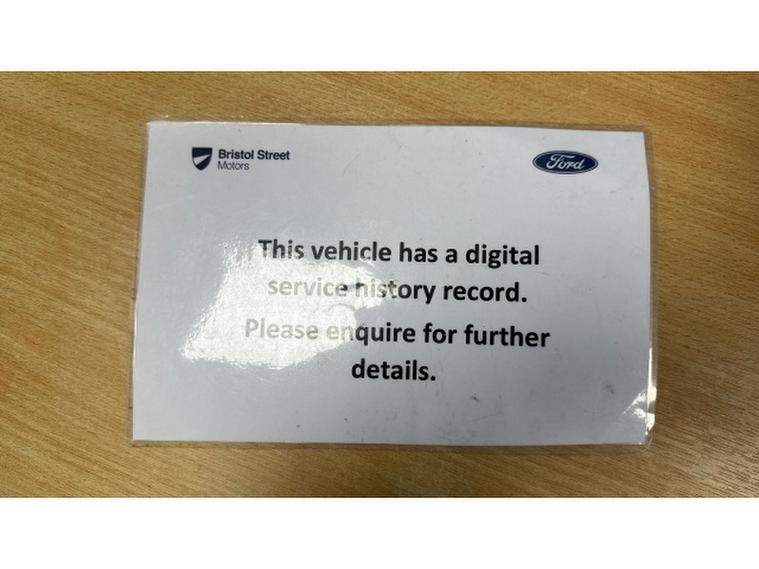 Bristol Street
Motors
Ford
This vehicle has a digital
service history record.
Please enquire for further
details.